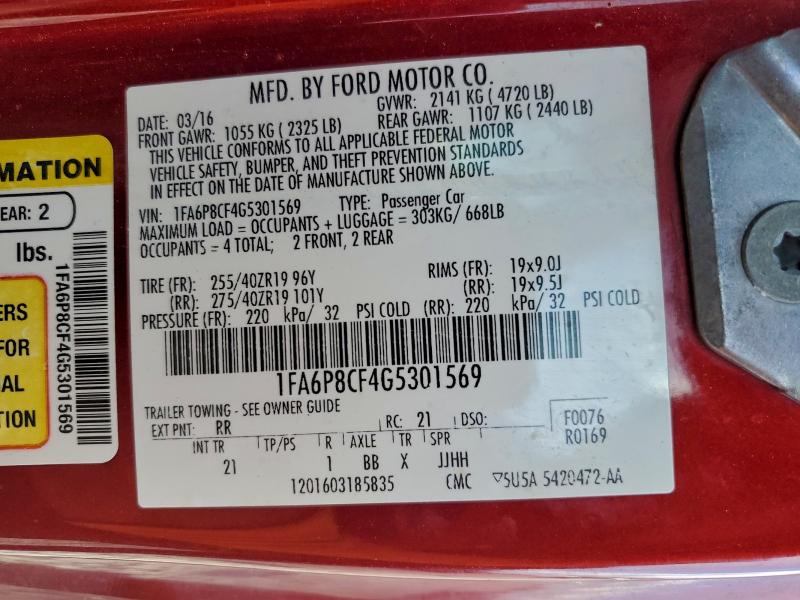 MFD. BY FORD MOTOR CO.
DATE: 03/16 GVWR: 2141 KG ( 4720 LB)
FRONT GAWR: 1055 KG ( 2325 LB) REAR GAWR: 1107 KG ( 2440 LB)
THIS VEHICLE CONFORMS TO ALL APPLICABLE FEDERAL MOTOR
VEHICLE SAFETY, BUMPER, AND THEFT PREVENTION STANDARDS
IN EFFECT ON THE DATE OF MANUFACTURE SHOWN ABOVE.
VIN: 1FA6P8CF4G5301569 TYPE: Passenger Car
MAXIMUM LOAD = OCCUPANTS + LUGGAGE = 303KG/ 668LB
OCCUPANTS = 4 TOTAL; 2 FRONT, 2 REAR
TIRE (FR): 255/40ZR19 96Y RIMS (FR): 19x9.0J
(RR): 275/40ZR19 101Y (RR): 19x9.5J
PRESSURE (FR): 220 kPa/ 32 PSI COLD (RR): 220 kPa/ 32 PSI COLD
1FA6P8CF4G5301569
TRAILER TOWING - SEE OWNER GUIDE
EXT PNT: RR RC: 21 DSO: F0076
R0169
INT TR TP/PS R AXLE TR SPR
21 1 BB X JJHH
1201603185835 CMC ▽5U5A 5420472-AA
MATION
EAR: 2
lbs.
ERS
FOR
AL
TIONS
1FA6P8CF4G5301569